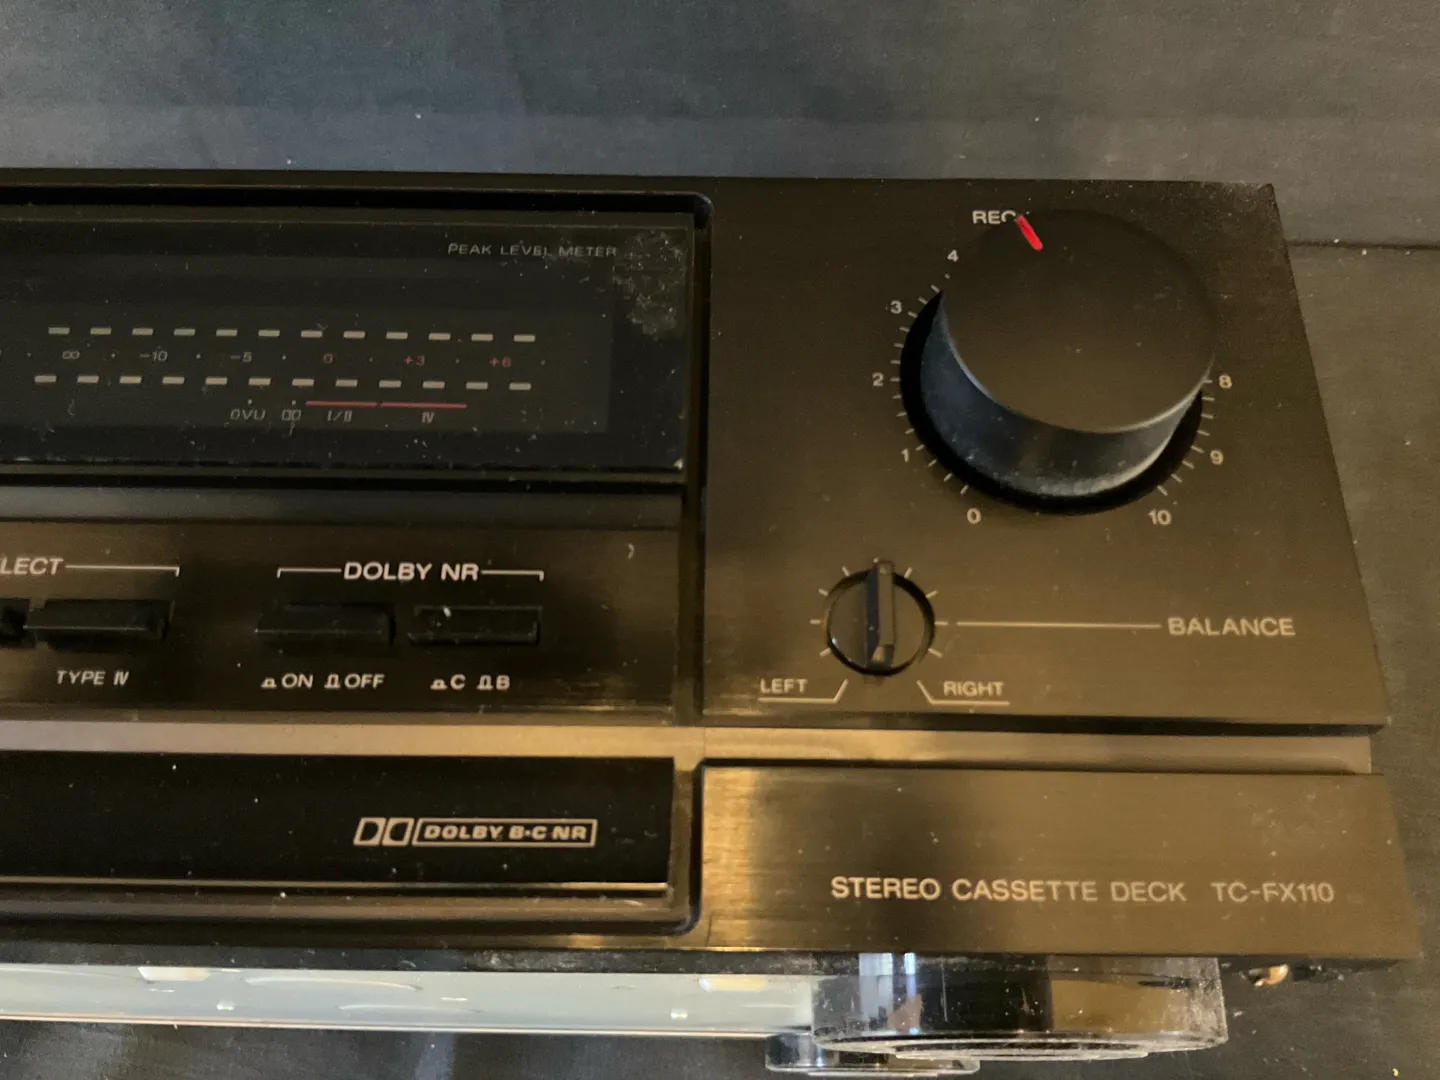 PEAK LEVEL METER
∞ · -10 · -5 · 0 · +3 · +6 ·
0VU I/II IV
LECT
TYPE IV
DOLBY NR
ON OFF
C B
DOLBY B·C NR
REC
4
3
2
1
0
8
9
10
BALANCE
LEFT
RIGHT
STEREO CASSETTE DECK TC-FX110